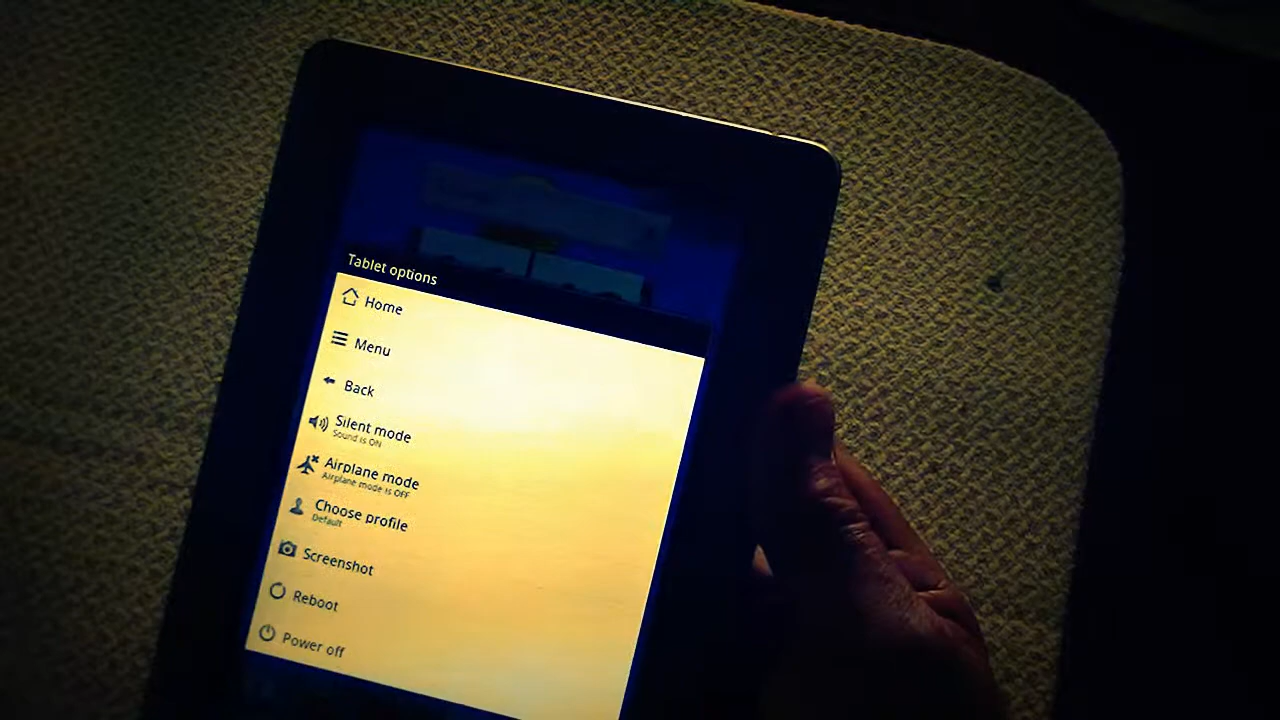 Tablet options
Home
Menu
Back
Silent mode
Sound is ON
Airplane mode
Airplane mode is OFF
Choose profile
Default
Screenshot
Reboot
Power off